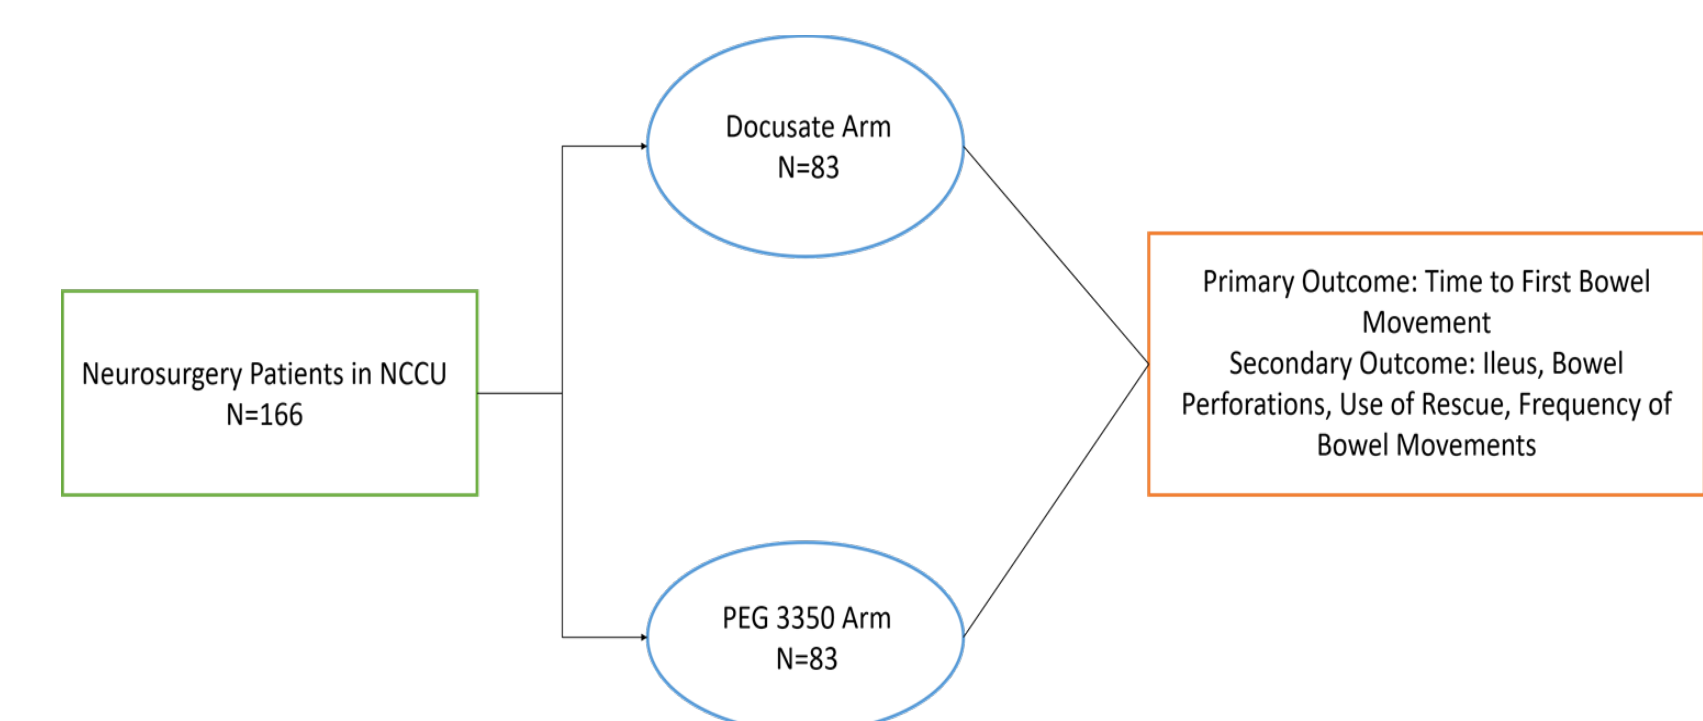 Docusate Arm
N=83
Neurosurgery Patients in NCCU
N=166
Primary Outcome: Time to First Bowel
Movement
Secondary Outcome: Ileus, Bowel
Perforations, Use of Rescue, Frequency of
Bowel Movements
PEG 3350 Arm
N=83